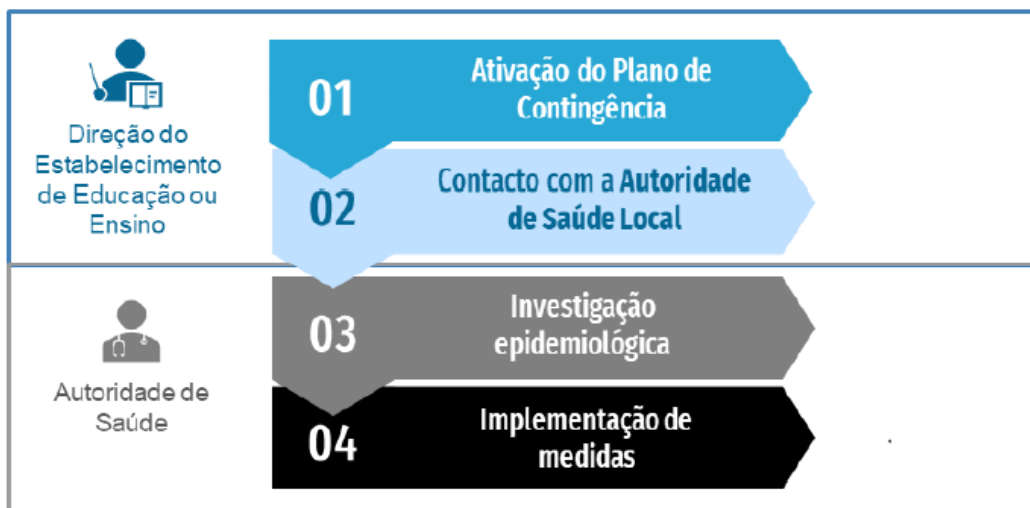 Direção do
Estabelecimento
de Educação ou
Ensino
01
Ativação do Plano de
Contingência
02
Contacto com a Autoridade
de Saúde Local
Autoridade de
Saúde
03
Investigação
epidemiológica
04
Implementação de
medidas